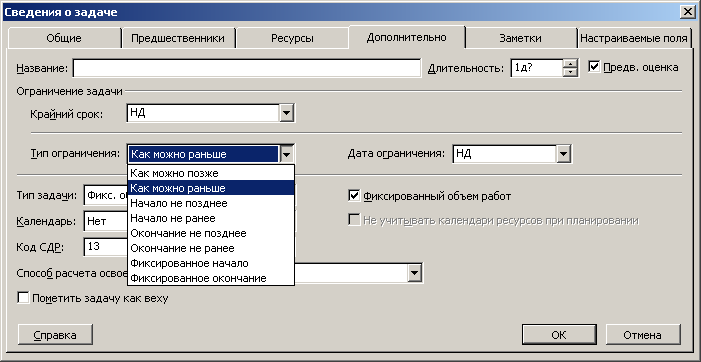 Сведения о задаче
Общие Предшественники Ресурсы Дополнительно Заметки Настраиваемые поля
Название: Длительность: 1д? Предв. оценка
Ограничение задачи
Крайний срок: НД
Тип ограничения: Как можно раньше Дата ограничения: НД
Как можно позже
Как можно раньше
Тип задачи: Фикс. о Начало не позднее Фиксированный объем работ
Календарь: Нет Начало не ранее Не учитывать календари ресурсов при планировании
Окончание не позднее
Код СДР: 13 Окончание не ранее
Фиксированное начало
Способ расчета освое Фиксированное окончание
Пометить задачу как веху
Справка ОК Отмена